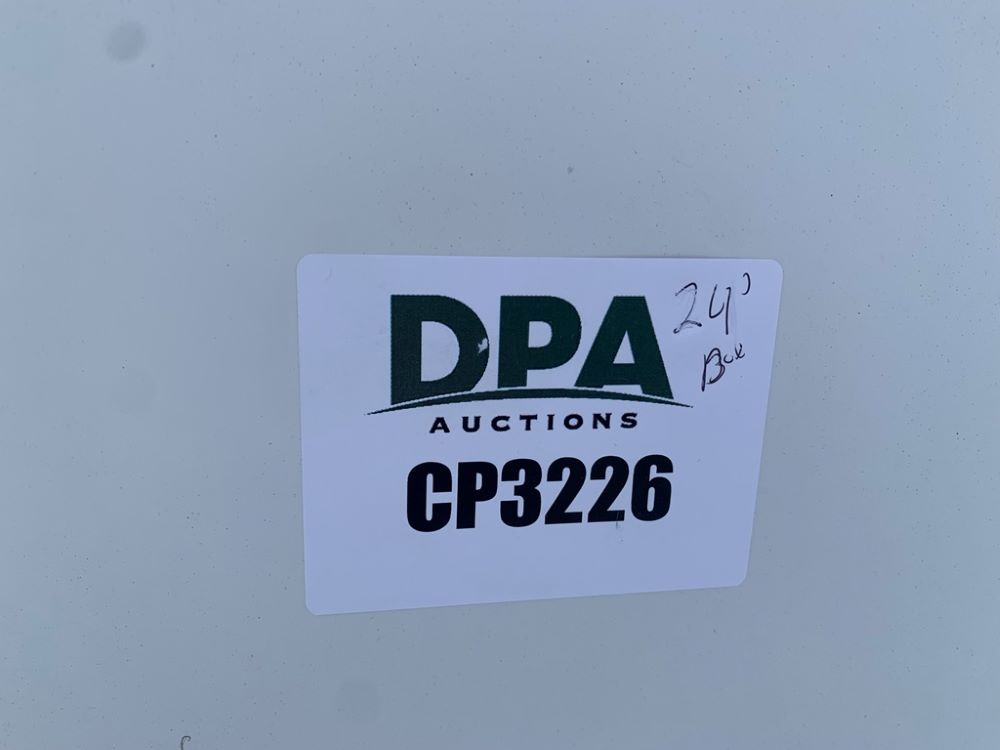 DPA
24'
Box
AUCTIONS
CP3226